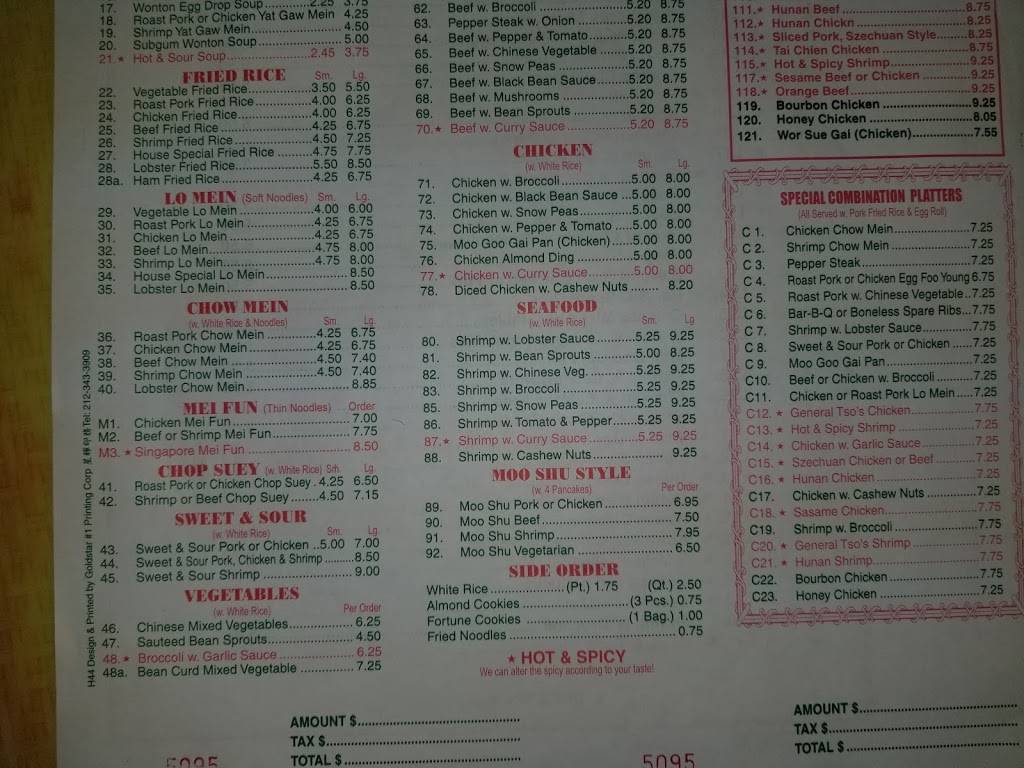 17. Wonton Egg Drop Soup 2.25 3.75
18. Roast Pork or Chicken Yat Gaw Mein 4.25
19. Shrimp Yat Gaw Mein 4.50
20. Subgum Wonton Soup 5.00
21.★ Hot & Sour Soup 2.45 3.75
FRIED RICE Sm. Lg.
22. Vegetable Fried Rice 3.50 5.50
23. Roast Pork Fried Rice 4.00 6.25
24. Chicken Fried Rice 4.00 6.25
25. Beef Fried Rice 4.25 6.75
26. Shrimp Fried Rice 4.50 7.25
27. House Special Fried Rice 4.75 7.75
28. Lobster Fried Rice 5.50 8.50
28a. Ham Fried Rice 4.25 6.75
LO MEIN (Soft Noodles) Sm. Lg.
29. Vegetable Lo Mein 4.00 6.00
30. Roast Pork Lo Mein 4.25 6.75
31. Chicken Lo Mein 4.25 6.75
32. Beef Lo Mein 4.75 8.00
33. Shrimp Lo Mein 4.75 8.00
34. House Special Lo Mein 8.50
35. Lobster Lo Mein 8.50
CHOW MEIN
(w. White Rice & Noodles) Sm. Lg.
36. Roast Pork Chow Mein 4.25 6.75
37. Chicken Chow Mein 4.25 6.75
38. Beef Chow Mein 4.50 7.40
39. Shrimp Chow Mein 4.50 7.40
40. Lobster Chow Mein 8.85
MEI FUN (Thin Noodles) Order
M1. Chicken Mei Fun 7.00
M2. Beef or Shrimp Mei Fun 7.75
M3. ★ Singapore Mei Fun 8.50
CHOP SUEY (w. White Rice) Sm. Lg.
41. Roast Pork or Chicken Chop Suey 4.25 6.50
42. Shrimp or Beef Chop Suey 4.50 7.15
SWEET & SOUR
(w. White Rice) Sm. Lg.
43. Sweet & Sour Pork or Chicken 5.00 7.00
44. Sweet & Sour Pork, Chicken & Shrimp 8.50
45. Sweet & Sour Shrimp 9.00
VEGETABLES
(w. White Rice) Per Order
46. Chinese Mixed Vegetables 6.25
47. Sauteed Bean Sprouts 4.50
48.★ Broccoli w. Garlic Sauce 6.25
48a. Bean Curd Mixed Vegetable 7.25
H44 Design & Printed by Goldstar #1 Printing Corp Tel: 212-343-3909
62. Beef w. Broccoli 5.20 8.75
63. Pepper Steak w. Onion 5.20 8.75
64. Beef w. Pepper & Tomato 5.20 8.75
65. Beef w. Chinese Vegetable 5.20 8.75
66. Beef w. Snow Peas 5.20 8.75
67. Beef w. Black Bean Sauce 5.20 8.75
68. Beef w. Mushrooms 5.20 8.75
69. Beef w. Bean Sprouts 5.20 8.75
70.★ Beef w. Curry Sauce 5.20 8.75
CHICKEN
(w. White Rice) Sm. Lg.
71. Chicken w. Broccoli 5.00 8.00
72. Chicken w. Black Bean Sauce 5.00 8.00
73. Chicken w. Snow Peas 5.00 8.00
74. Chicken w. Pepper & Tomato 5.00 8.00
75. Moo Goo Gai Pan (Chicken) 5.00 8.00
76. Chicken Almond Ding 5.00 8.00
77.★ Chicken w. Curry Sauce 5.00 8.00
78. Diced Chicken w. Cashew Nuts 8.20
SEAFOOD
(w. White Rice) Sm. Lg
80. Shrimp w. Lobster Sauce 5.25 9.25
81. Shrimp w. Bean Sprouts 5.00 8.25
82. Shrimp w. Chinese Veg. 5.25 9.25
83. Shrimp w. Broccoli 5.25 9.25
85. Shrimp w. Snow Peas 5.25 9.25
86. Shrimp w. Tomato & Pepper 5.25 9.25
87.★ Shrimp w. Curry Sauce 5.25 9.25
88. Shrimp w. Cashew Nuts 9.25
MOO SHU STYLE
(w. 4 Pancakes) Per Order
89. Moo Shu Pork or Chicken 6.95
90. Moo Shu Beef 7.50
91. Moo Shu Shrimp 7.95
92. Moo Shu Vegetarian 6.50
SIDE ORDER
White Rice (Pt.) 1.75 (Qt.) 2.50
Almond Cookies (3 Pcs.) 0.75
Fortune Cookies (1 Bag.) 1.00
Fried Noodles 0.75
★ HOT & SPICY
We can alter the spicy according to your taste!
111.★ Hunan Beef 8.75
112.★ Hunan Chickn 8.25
113.★ Sliced Pork, Szechuan Style 8.25
114.★ Tai Chien Chicken 8.75
115.★ Hot & Spicy Shrimp 9.25
117.★ Sesame Beef or Chicken 9.25
118.★ Orange Beef 9.25
119. Bourbon Chicken 9.25
120. Honey Chicken 8.05
121. Wor Sue Gai (Chicken) 7.55
SPECIAL COMBINATION PLATTERS
(All Served w. Pork Fried Rice & Egg Roll)
C 1. Chicken Chow Mein 7.25
C 2. Shrimp Chow Mein 7.25
C 3. Pepper Steak 7.25
C 4. Roast Pork or Chicken Egg Foo Young 6.75
C 5. Roast Pork w. Chinese Vegetable 7.25
C 6. Bar-B-Q or Boneless Spare Ribs 7.75
C 7. Shrimp w. Lobster Sauce 7.25
C 8. Sweet & Sour Pork or Chicken 7.25
C 9. Moo Goo Gai Pan 7.25
C10. Beef or Chicken w. Broccoli 7.25
C11. Chicken or Roast Pork Lo Mein 7.25
C12. ★ General Tso's Chicken 7.75
C13. ★ Hot & Spicy Shrimp 7.75
C14. ★ Chicken w. Garlic Sauce 7.25
C15. ★ Szechuan Chicken or Beef 7.25
C16. ★ Hunan Chicken 7.25
C17. Chicken w. Cashew Nuts 7.25
C18. ★ Sasame Chicken 7.75
C19. Shrimp w. Broccoli 7.75
C20. ★ General Tso's Shrimp 7.75
C21. ★ Hunan Shrimp 7.75
C22. Bourbon Chicken 7.75
C23. Honey Chicken 7.25
AMOUNT $
TAX $
TOTAL $
5095
AMOUNT $
TAX $
TOTAL $
5095